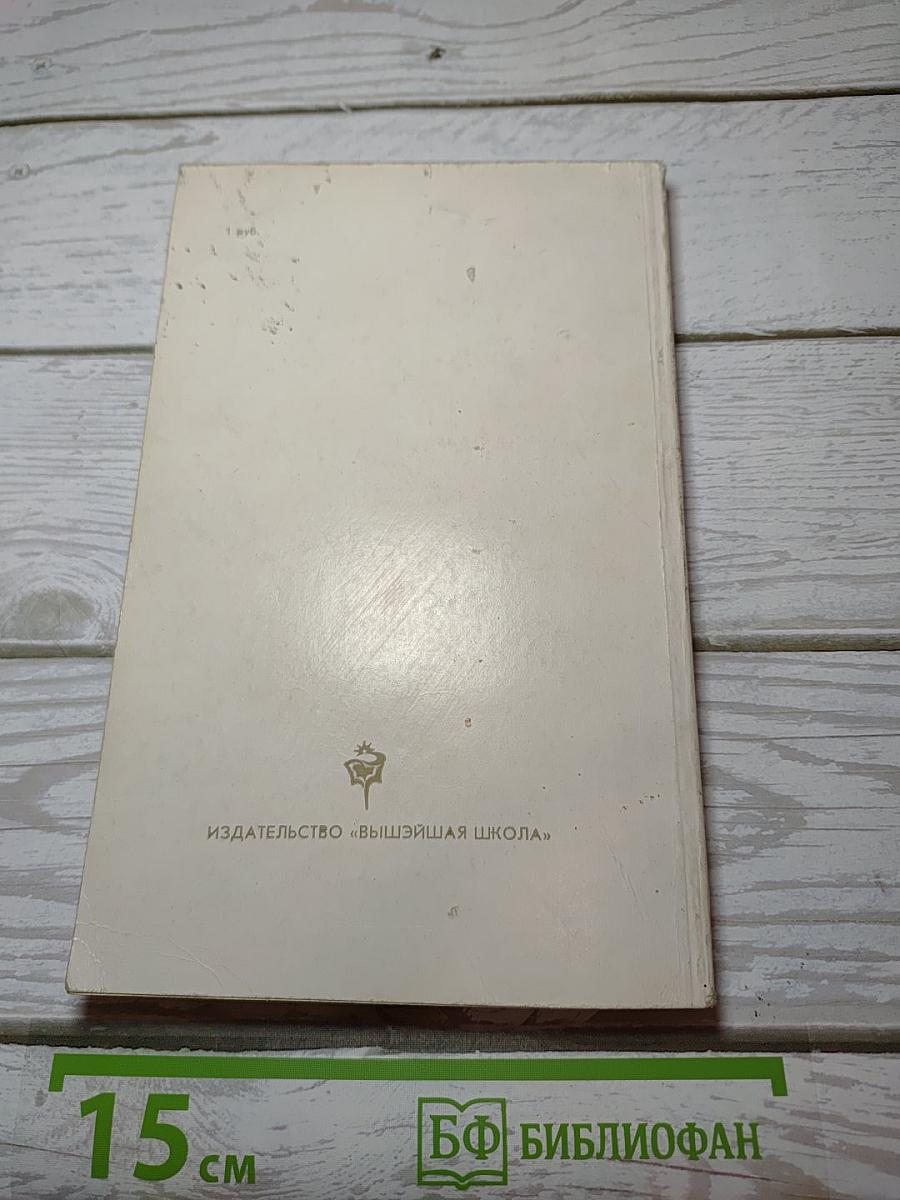 1 руб.
ИЗДАТЕЛЬСТВО «ВЫШЭЙШАЯ ШКОЛА»
15 см
БФ БИБЛИОФАН